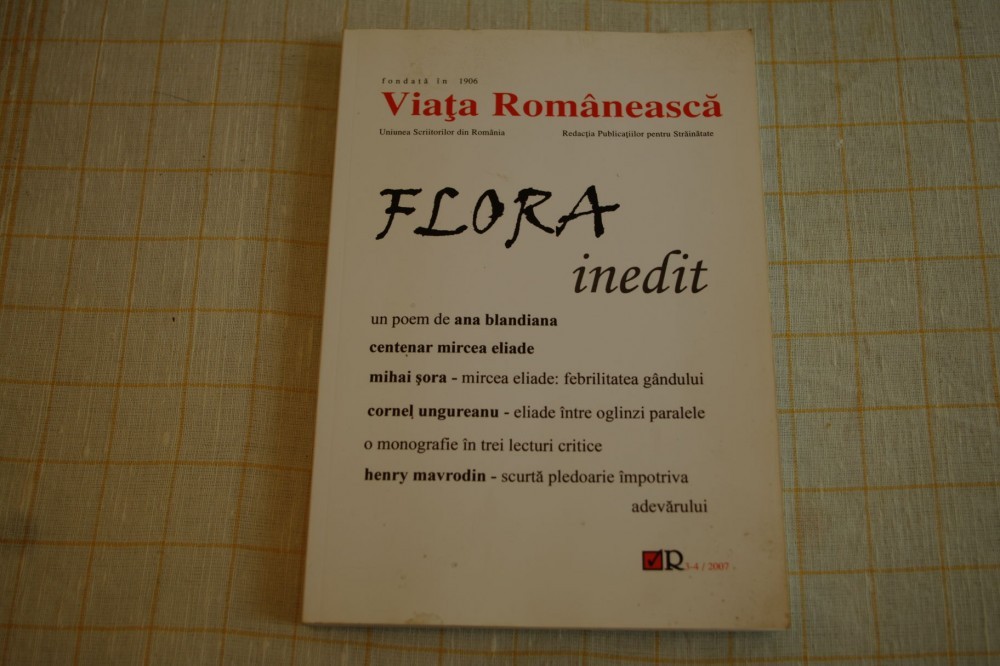 fondată în 1906
Viaţa Românească
Uniunea Scriitorilor din România Redacţia Publicaţiilor pentru Străinătate
FLORA
inedit
un poem de ana blandiana
centenar mircea eliade
mihai şora - mircea eliade: febrilitatea gândului
cornel ungureanu - eliade între oglinzi paralele
o monografie în trei lecturi critice
henry mavrodin - scurtă pledoarie împotriva
adevărului
R 3-4 / 2007